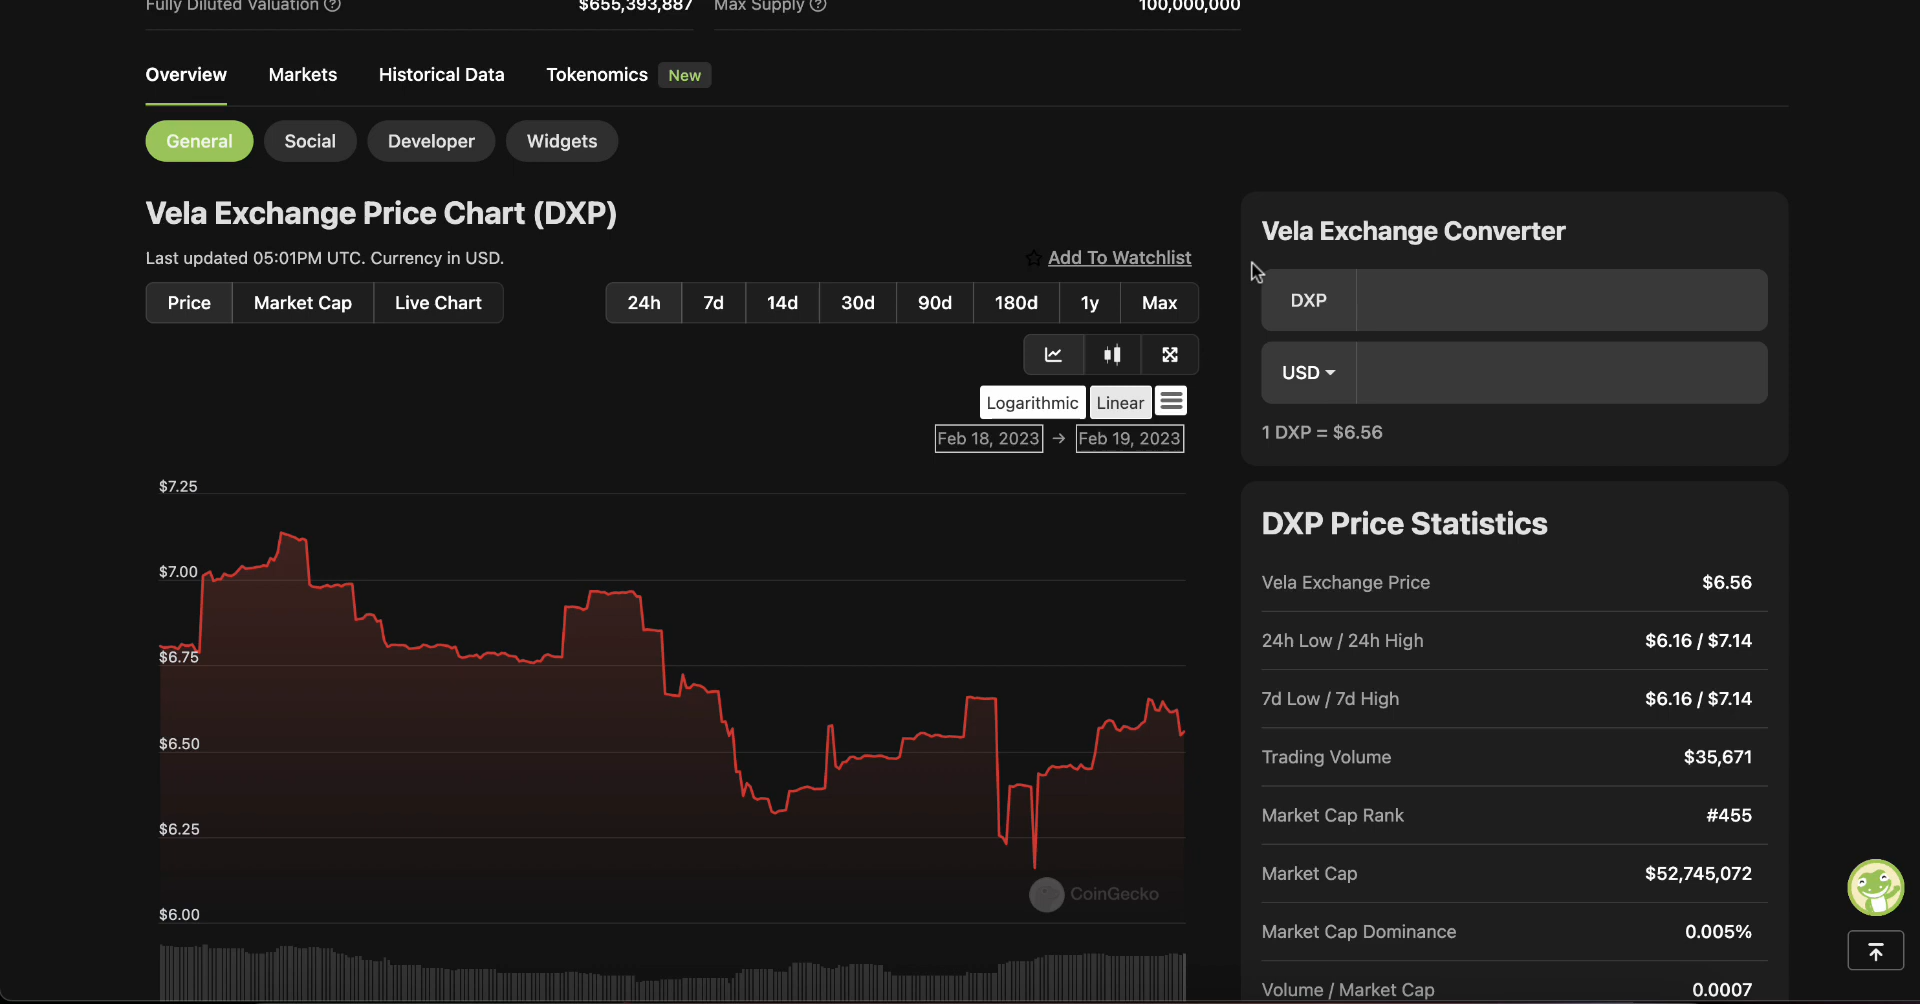 Fully Diluted Valuation $655,393,887 Max Supply 100,000,000
Overview Markets Historical Data Tokenomics New
General Social Developer Widgets
Vela Exchange Price Chart (DXP)
Last updated 05:01PM UTC. Currency in USD.
Add To Watchlist
Price Market Cap Live Chart 24h 7d 14d 30d 90d 180d 1y Max
Logarithmic Linear
Feb 18, 2023 → Feb 19, 2023
$7.25
$7.00
$6.75
$6.50
$6.25
$6.00
CoinGecko
Vela Exchange Converter
DXP
USD
1 DXP = $6.56
DXP Price Statistics
Vela Exchange Price $6.56
24h Low / 24h High $6.16 / $7.14
7d Low / 7d High $6.16 / $7.14
Trading Volume $35,671
Market Cap Rank #455
Market Cap $52,745,072
Market Cap Dominance 0.005%
Volume / Market Cap 0.0007